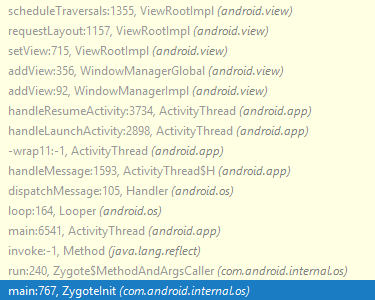 scheduleTraversals:1355, ViewRootImpl (android.view)
requestLayout:1157, ViewRootImpl (android.view)
setView:715, ViewRootImpl (android.view)
addView:356, WindowManagerGlobal (android.view)
addView:92, WindowManagerImpl (android.view)
handleResumeActivity:3734, ActivityThread (android.app)
handleLaunchActivity:2898, ActivityThread (android.app)
-wrap11:-1, ActivityThread (android.app)
handleMessage:1593, ActivityThread$H (android.app)
dispatchMessage:105, Handler (android.os)
loop:164, Looper (android.os)
main:6541, ActivityThread (android.app)
invoke:-1, Method (java.lang.reflect)
run:240, Zygote$MethodAndArgsCaller (com.android.internal.os)
main:767, ZygoteInit (com.android.internal.os)